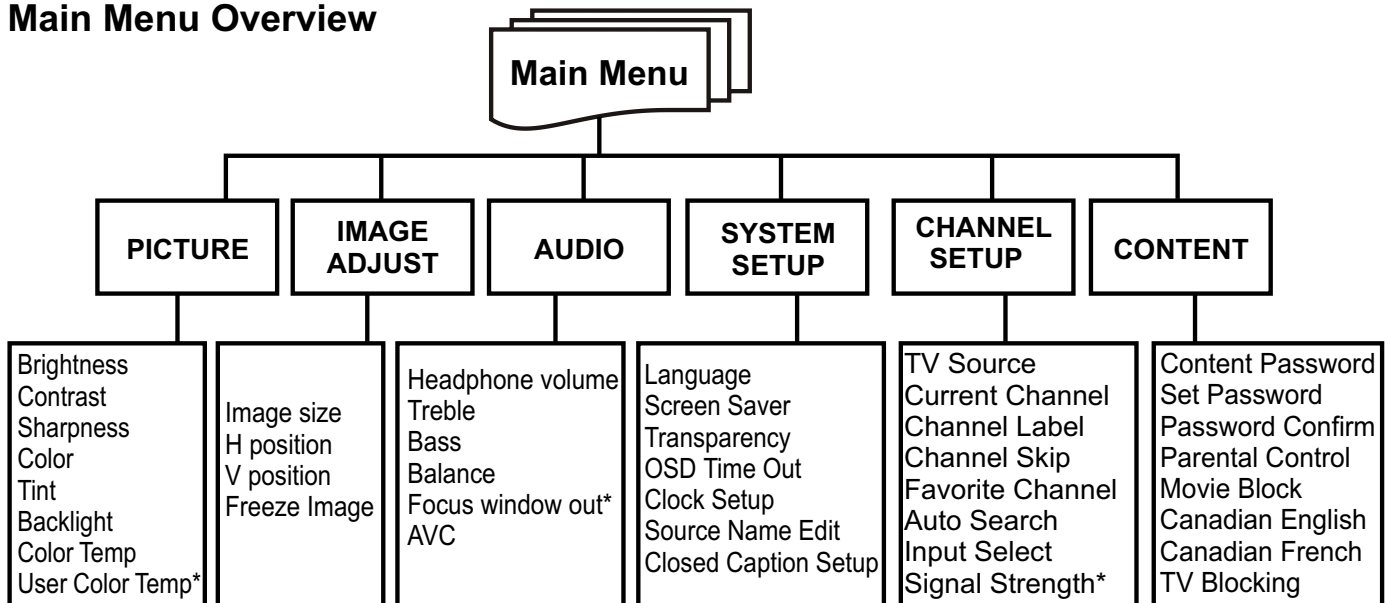 Main Menu Overview
Main Menu
PICTURE
IMAGE
ADJUST
AUDIO
SYSTEM
SETUP
CHANNEL
SETUP
CONTENT
Brightness
Contrast
Sharpness
Color
Tint
Backlight
Color Temp
User Color Temp*
Image size
H position
V position
Freeze Image
Headphone volume
Treble
Bass
Balance
Focus window out*
AVC
Language
Screen Saver
Transparency
OSD Time Out
Clock Setup
Source Name Edit
Closed Caption Setup
TV Source
Current Channel
Channel Label
Channel Skip
Favorite Channel
Auto Search
Input Select
Signal Strength*
Content Password
Set Password
Password Confirm
Parental Control
Movie Block
Canadian English
Canadian French
TV Blocking